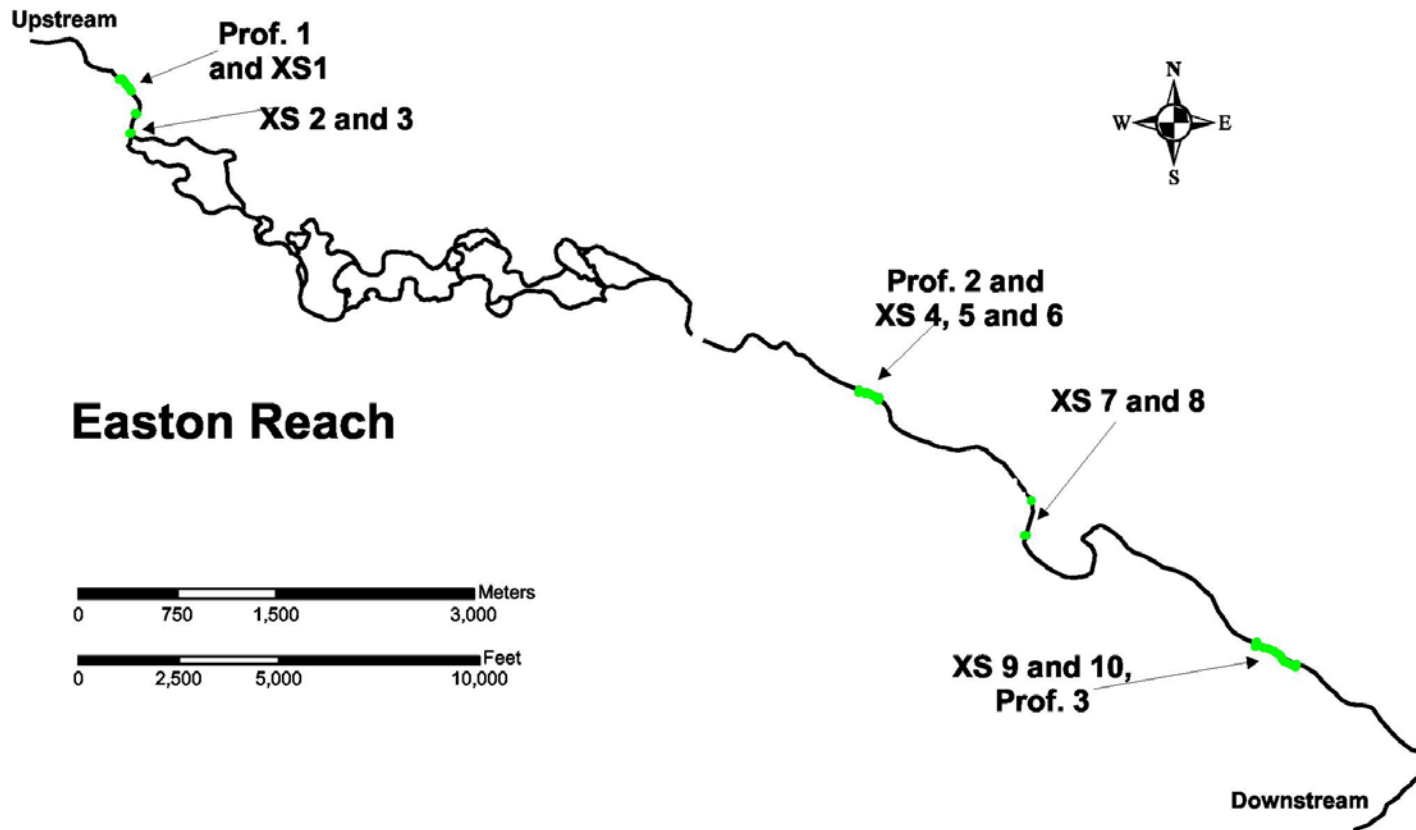 Upstream
Prof. 1
and XS1
XS 2 and 3
N
W
E
S
Prof. 2 and
XS 4, 5 and 6
XS 7 and 8
Easton Reach
Meters
0 750 1,500 3,000
Feet
0 2,500 5,000 10,000
XS 9 and 10,
Prof. 3
Downstream